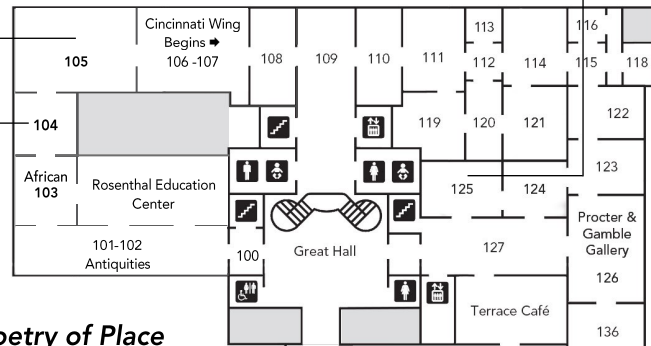 Cincinnati Wing
Begins ➡
106 -107
105
108
109
110
111
113
112
114
116
115
118
104
119
120
121
122
African
103
Rosenthal Education
Center
125
124
123
Procter &
Gamble
Gallery
126
101-102
Antiquities
100
Great Hall
127
Terrace Café
136
oetry of Place